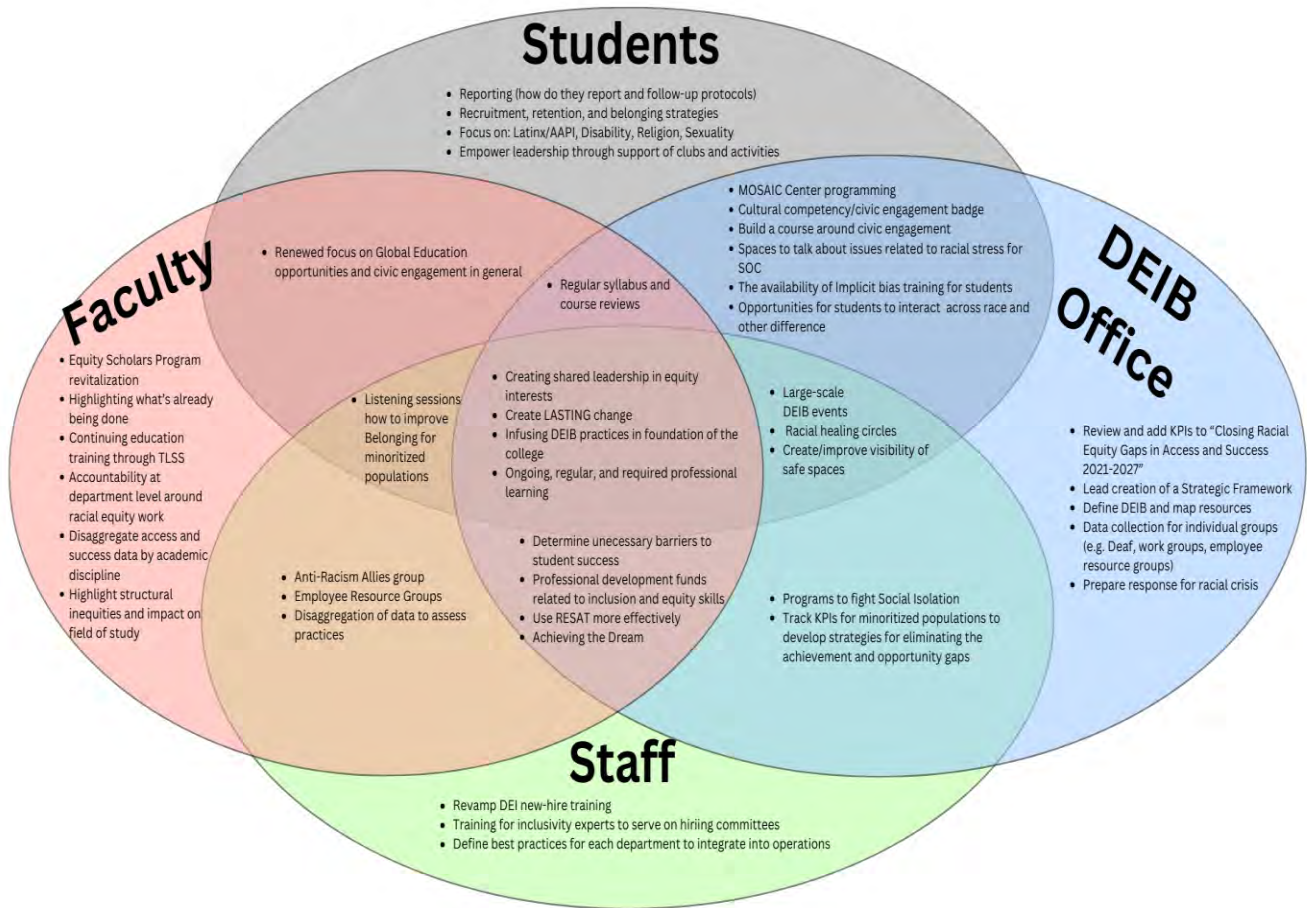 Students
• Reporting (how do they report and follow-up protocols)
• Recruitment, retention, and belonging strategies
• Focus on: Latinx/AAPI, Disability, Religion, Sexuality
• Empower leadership through support of clubs and activities
Faculty
• Equity Scholars Program
revitalization
• Highlighting what's already
being done
• Continuing education
training through TLSS
• Accountability at
department level around
racial equity work
• Disaggregate access and
success data by academic
discipline
• Highlight structural
inequities and impact on
field of study
• Renewed focus on Global Education
opportunities and civic engagement in general
• Regular syllabus and
course reviews
• MOSAIC Center programming
• Cultural competency/civic engagement badge
• Build a course around civic engagement
• Spaces to talk about issues related to racial stress for
SOC
• The availability of Implicit bias training for students
• Opportunities for students to interact across race and
other difference
DEIB
Office
• Review and add KPIs to "Closing Racial
Equity Gaps in Access and Success
2021-2027"
• Lead creation of a Strategic Framework
• Define DEIB and map resources
• Data collection for individual groups
(e.g. Deaf, work groups, employee
resource groups)
• Prepare response for racial crisis
• Listening sessions
how to improve
Belonging for
minoritized
populations
• Creating shared leadership in equity
interests
• Create LASTING change
• Infusing DEIB practices in foundation of the
college
• Ongoing, regular, and required professional
learning
• Large-scale
DEIB events
• Racial healing circles
• Create/improve visibility of
safe spaces
• Anti-Racism Allies group
• Employee Resource Groups
• Disaggregation of data to assess
practices
• Determine unecessary barriers to
student success
• Professional development funds
related to inclusion and equity skills
• Use RESAT more effectively
• Achieving the Dream
• Programs to fight Social Isolation
• Track KPIs for minoritized populations to
develop strategies for eliminating the
achievement and opportunity gaps
Staff
• Revamp DEI new-hire training
• Training for inclusivity experts to serve on hiriing committees
• Define best practices for each department to integrate into operations